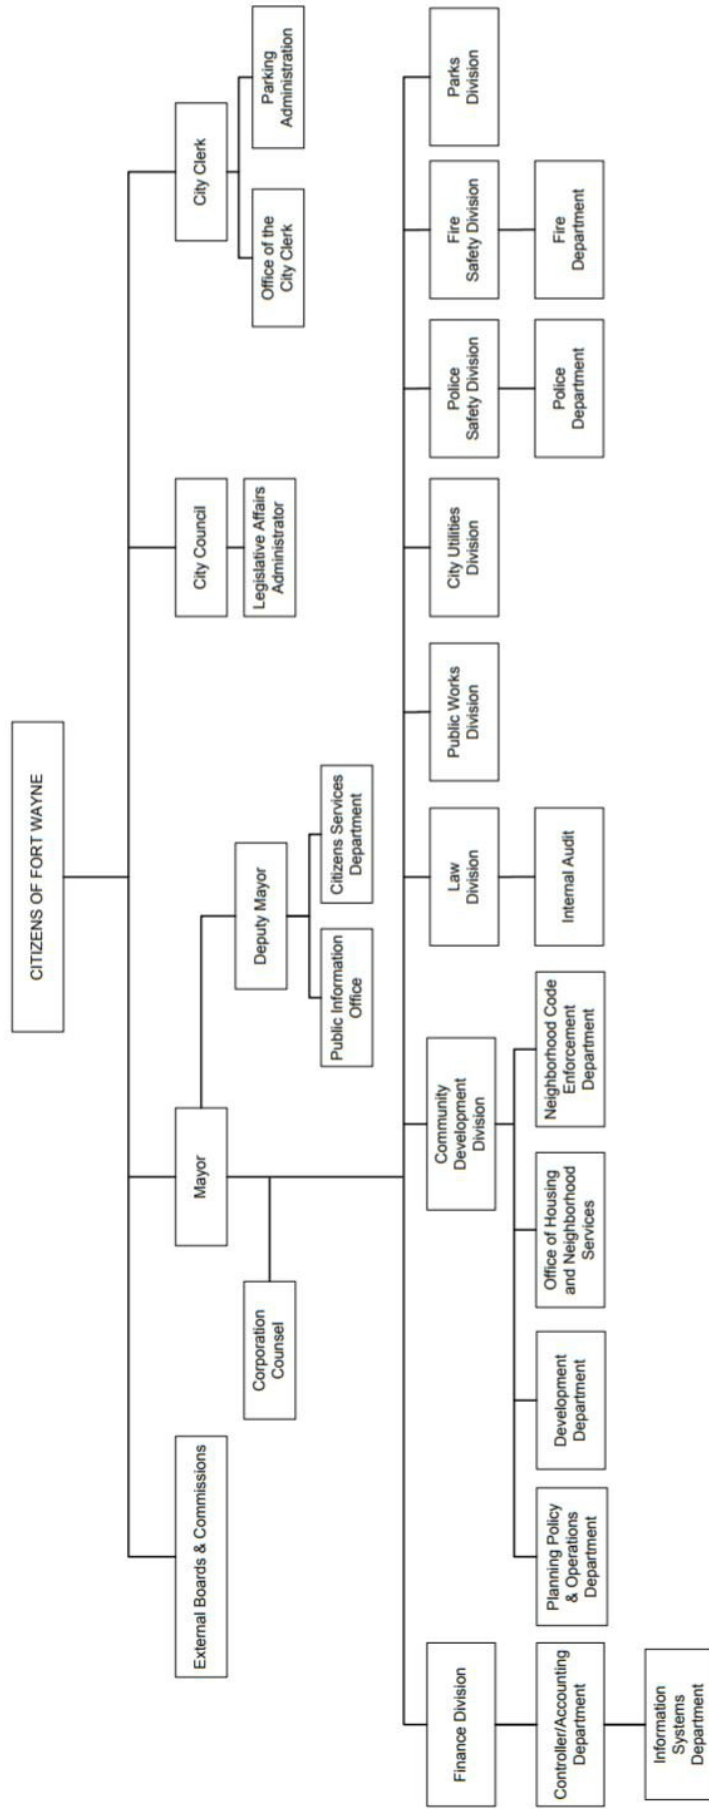 CITIZENS OF FORT WAYNE
External Boards & Commissions
Mayor
City Council
City Clerk
Corporation
Counsel
Deputy Mayor
Legislative Affairs
Administrator
Office of the
City Clerk
Parking
Administration
Public Information
Office
Citizens Services
Department
Finance Division
Community
Development
Division
Law
Division
Public Works
Division
City Utilities
Division
Police
Safety Division
Fire
Safety Division
Parks
Division
Controller/Accounting
Department
Planning Policy
& Operations
Department
Development
Department
Office of Housing
and Neighborhood
Services
Neighborhood Code
Enforcement
Department
Internal Audit
Police
Department
Fire
Department
Information
Systems
Department